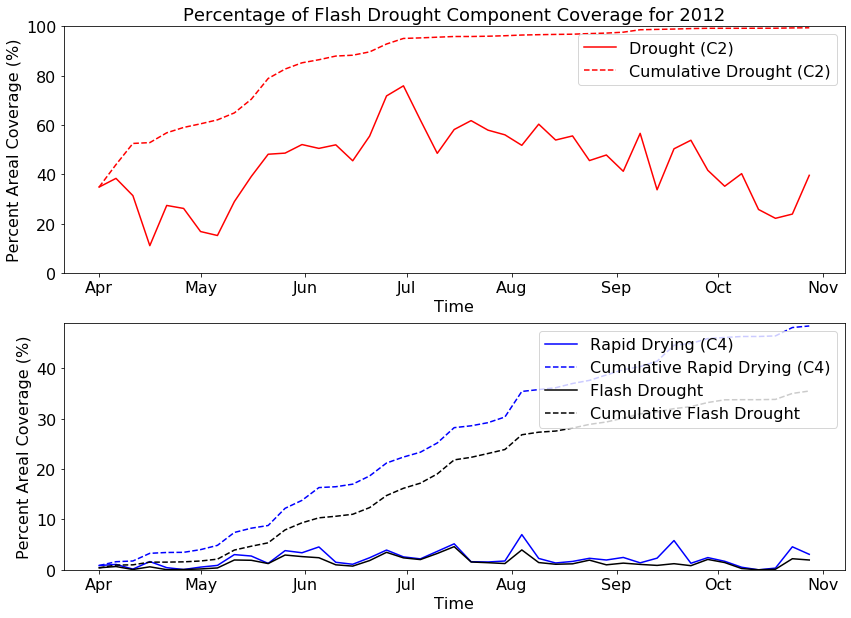 Percentage of Flash Drought Component Coverage for 2012
Percent Areal Coverage (%)
100
80
60
40
20
0
Drought (C2)
Cumulative Drought (C2)
Apr May Jun Jul Aug Sep Oct Nov
Time
Percent Areal Coverage (%)
40
30
20
10
0
Rapid Drying (C4)
Cumulative Rapid Drying (C4)
Flash Drought
Cumulative Flash Drought
Apr May Jun Jul Aug Sep Oct Nov
Time